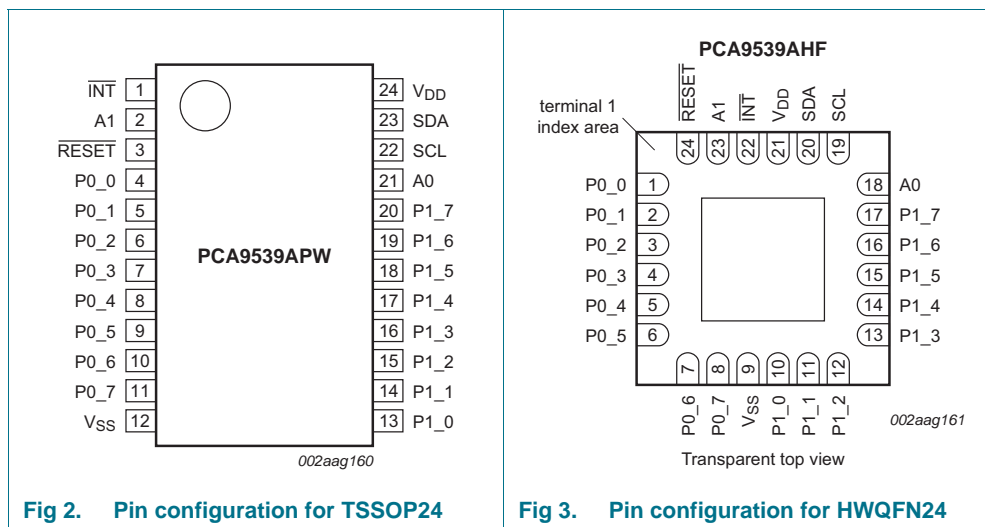 INT 1
A1 2
RESET 3
P0_0 4
P0_1 5
P0_2 6
P0_3 7
P0_4 8
P0_5 9
P0_6 10
P0_7 11
VSS 12
PCA9539APW
24 VDD
23 SDA
22 SCL
21 A0
20 P1_7
19 P1_6
18 P1_5
17 P1_4
16 P1_3
15 P1_2
14 P1_1
13 P1_0
002aag160
Fig 2. Pin configuration for TSSOP24
PCA9539AHF
terminal 1
index area
RESET A1 INT VDD SDA SCL
24 23 22 21 20 19
P0_0 1
P0_1 2
P0_2 3
P0_3 4
P0_4 5
P0_5 6
18 A0
17 P1_7
16 P1_6
15 P1_5
14 P1_4
13 P1_3
7 8 9 10 11 12
P0_6 P0_7 VSS P1_0 P1_1 P1_2
002aag161
Transparent top view
Fig 3. Pin configuration for HWQFN24